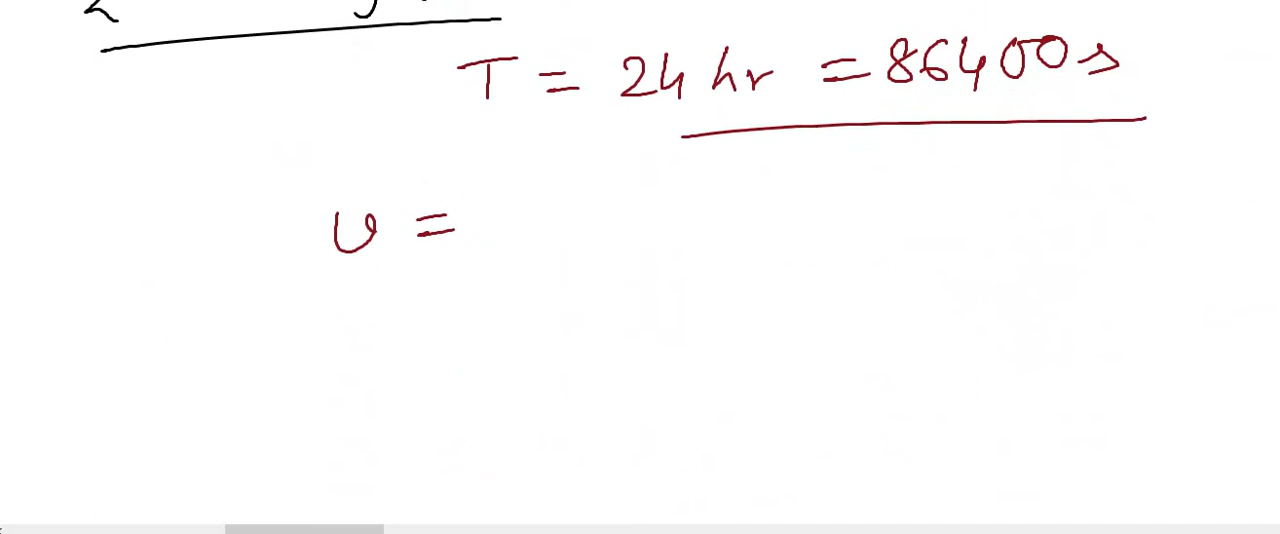 T = 24 hr = 86400 s
v =